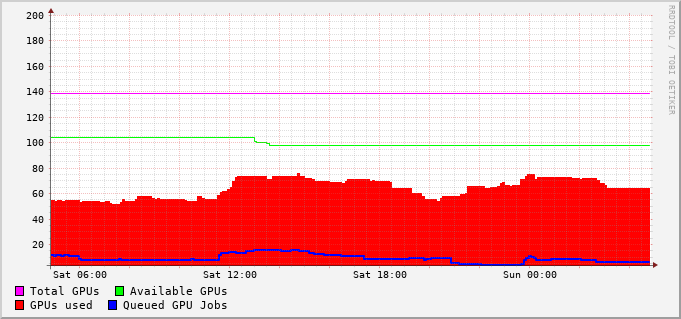 200
180
160
140
120
100
80
60
40
20
Sat 06:00 Sat 12:00 Sat 18:00 Sun 00:00
Total GPUs Available GPUs
GPUs used Queued GPU Jobs
RRDTOOL / TOBI OETIKER